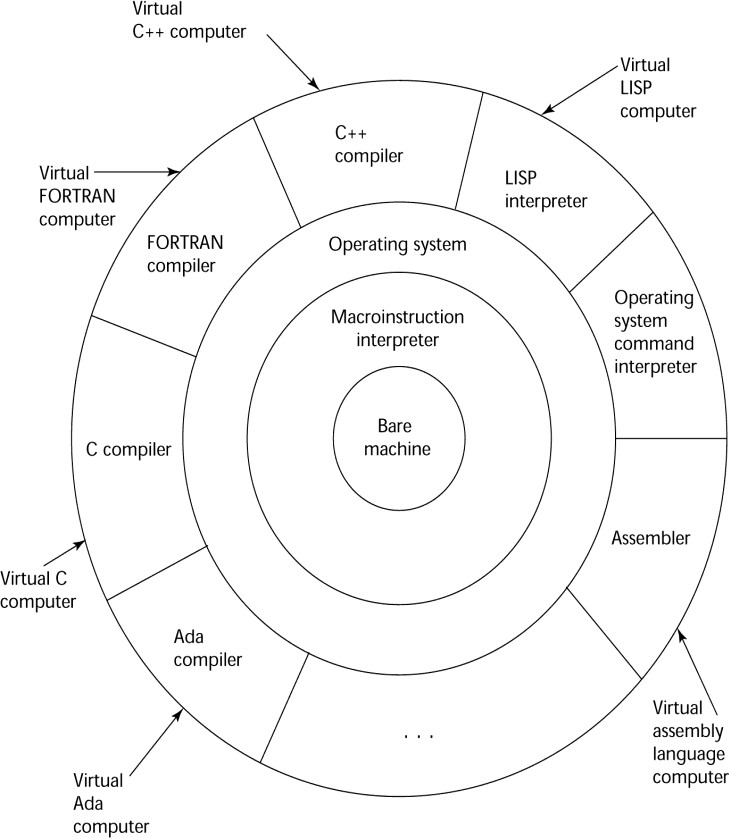 Virtual
C++ computer
Virtual
LISP
computer
C++
compiler
Virtual
FORTRAN
computer
LISP
interpreter
FORTRAN
compiler
Operating system
Operating
system
command
interpreter
Macroinstruction
interpreter
Bare
machine
C compiler
Assembler
Virtual C
computer
Ada
compiler
Virtual
assembly
language
computer
. . .
Virtual
Ada
computer